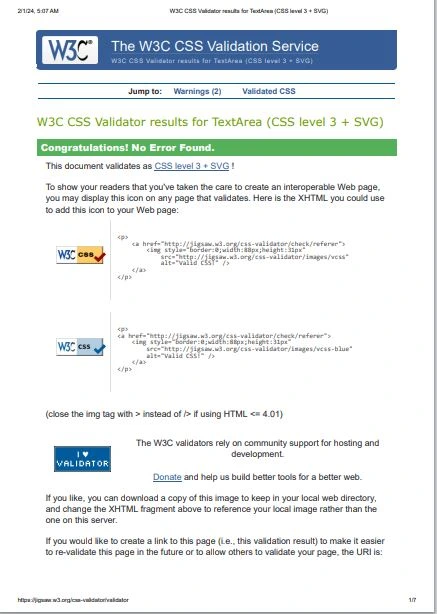 2/1/24, 5:07 AM W3C CSS Validator results for TextArea (CSS level 3 + SVG)
W3C® The W3C CSS Validation Service
W3C CSS Validator results for TextArea (CSS level 3 + SVG)
Jump to: Warnings (2) Validated CSS
W3C CSS Validator results for TextArea (CSS level 3 + SVG)
Congratulations! No Error Found.
This document validates as CSS level 3 + SVG !
To show your readers that you've taken the care to create an interoperable Web page,
you may display this icon on any page that validates. Here is the XHTML you could use
to add this icon to your Web page:
W3C css
<p>
<a href="http://jigsaw.w3.org/css-validator/check/referer">
<img style="border:0;width:88px;height:31px"
src="http://jigsaw.w3.org/css-validator/images/vcss"
alt="Valid CSS!" />
</a>
</p>
W3C css
<p>
<a href="http://jigsaw.w3.org/css-validator/check/referer">
<img style="border:0;width:88px;height:31px"
src="http://jigsaw.w3.org/css-validator/images/vcss-blue"
alt="Valid CSS!" />
</a>
</p>
(close the img tag with > instead of /> if using HTML <= 4.01)
I ♥
VALIDATOR
The W3C validators rely on community support for hosting and
development.
Donate and help us build better tools for a better web.
If you like, you can download a copy of this image to keep in your local web directory,
and change the XHTML fragment above to reference your local image rather than the
one on this server.
If you would like to create a link to this page (i.e., this validation result) to make it easier
to re-validate this page in the future or to allow others to validate your page, the URI is:
https://jigsaw.w3.org/css-validator/validator 1/7